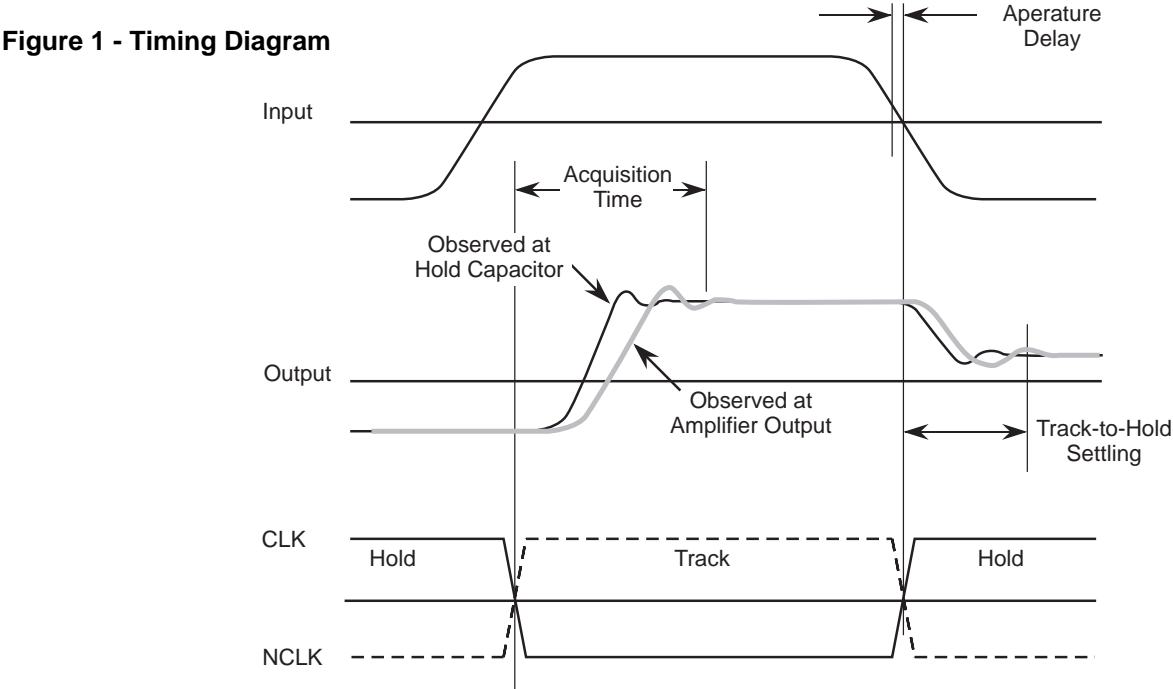 Figure 1 - Timing Diagram
Aperature
Delay
Input
Acquisition
Time
Observed at
Hold Capacitor
Output
Observed at
Amplifier Output
Track-to-Hold
Settling
CLK
Hold
Track
Hold
NCLK